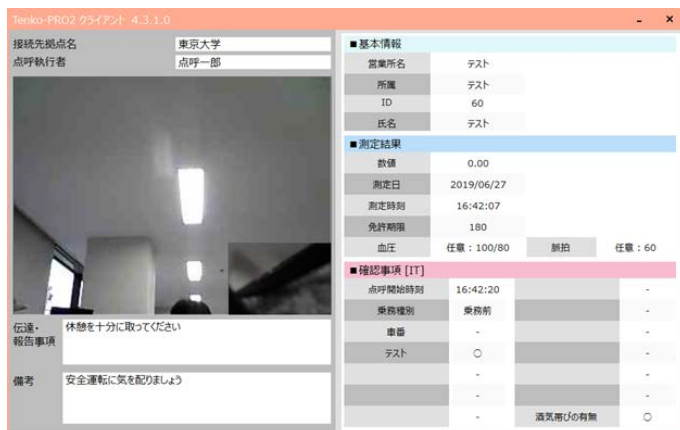 Tenko-PRO2 クライアント 4.3.1.0
接続先拠点名 東京大学
点呼執行者 点呼一郎
伝達・報告事項 休憩を十分に取ってください
備考 安全運転に気を配りましょう
■基本情報
営業所名 テスト
所属 テスト
ID 60
氏名 テスト
■測定結果
数値 0.00
測定日 2019/06/27
測定時刻 16:42:07
免許期限 180
血圧 任意：100/80 脈拍 任意：60
■確認事項 [IT]
点呼開始時刻 16:42:20 -
乗務種別 乗務前 -
車番 - -
テスト ○ -
- -
- -
- 酒気帯びの有無 ○